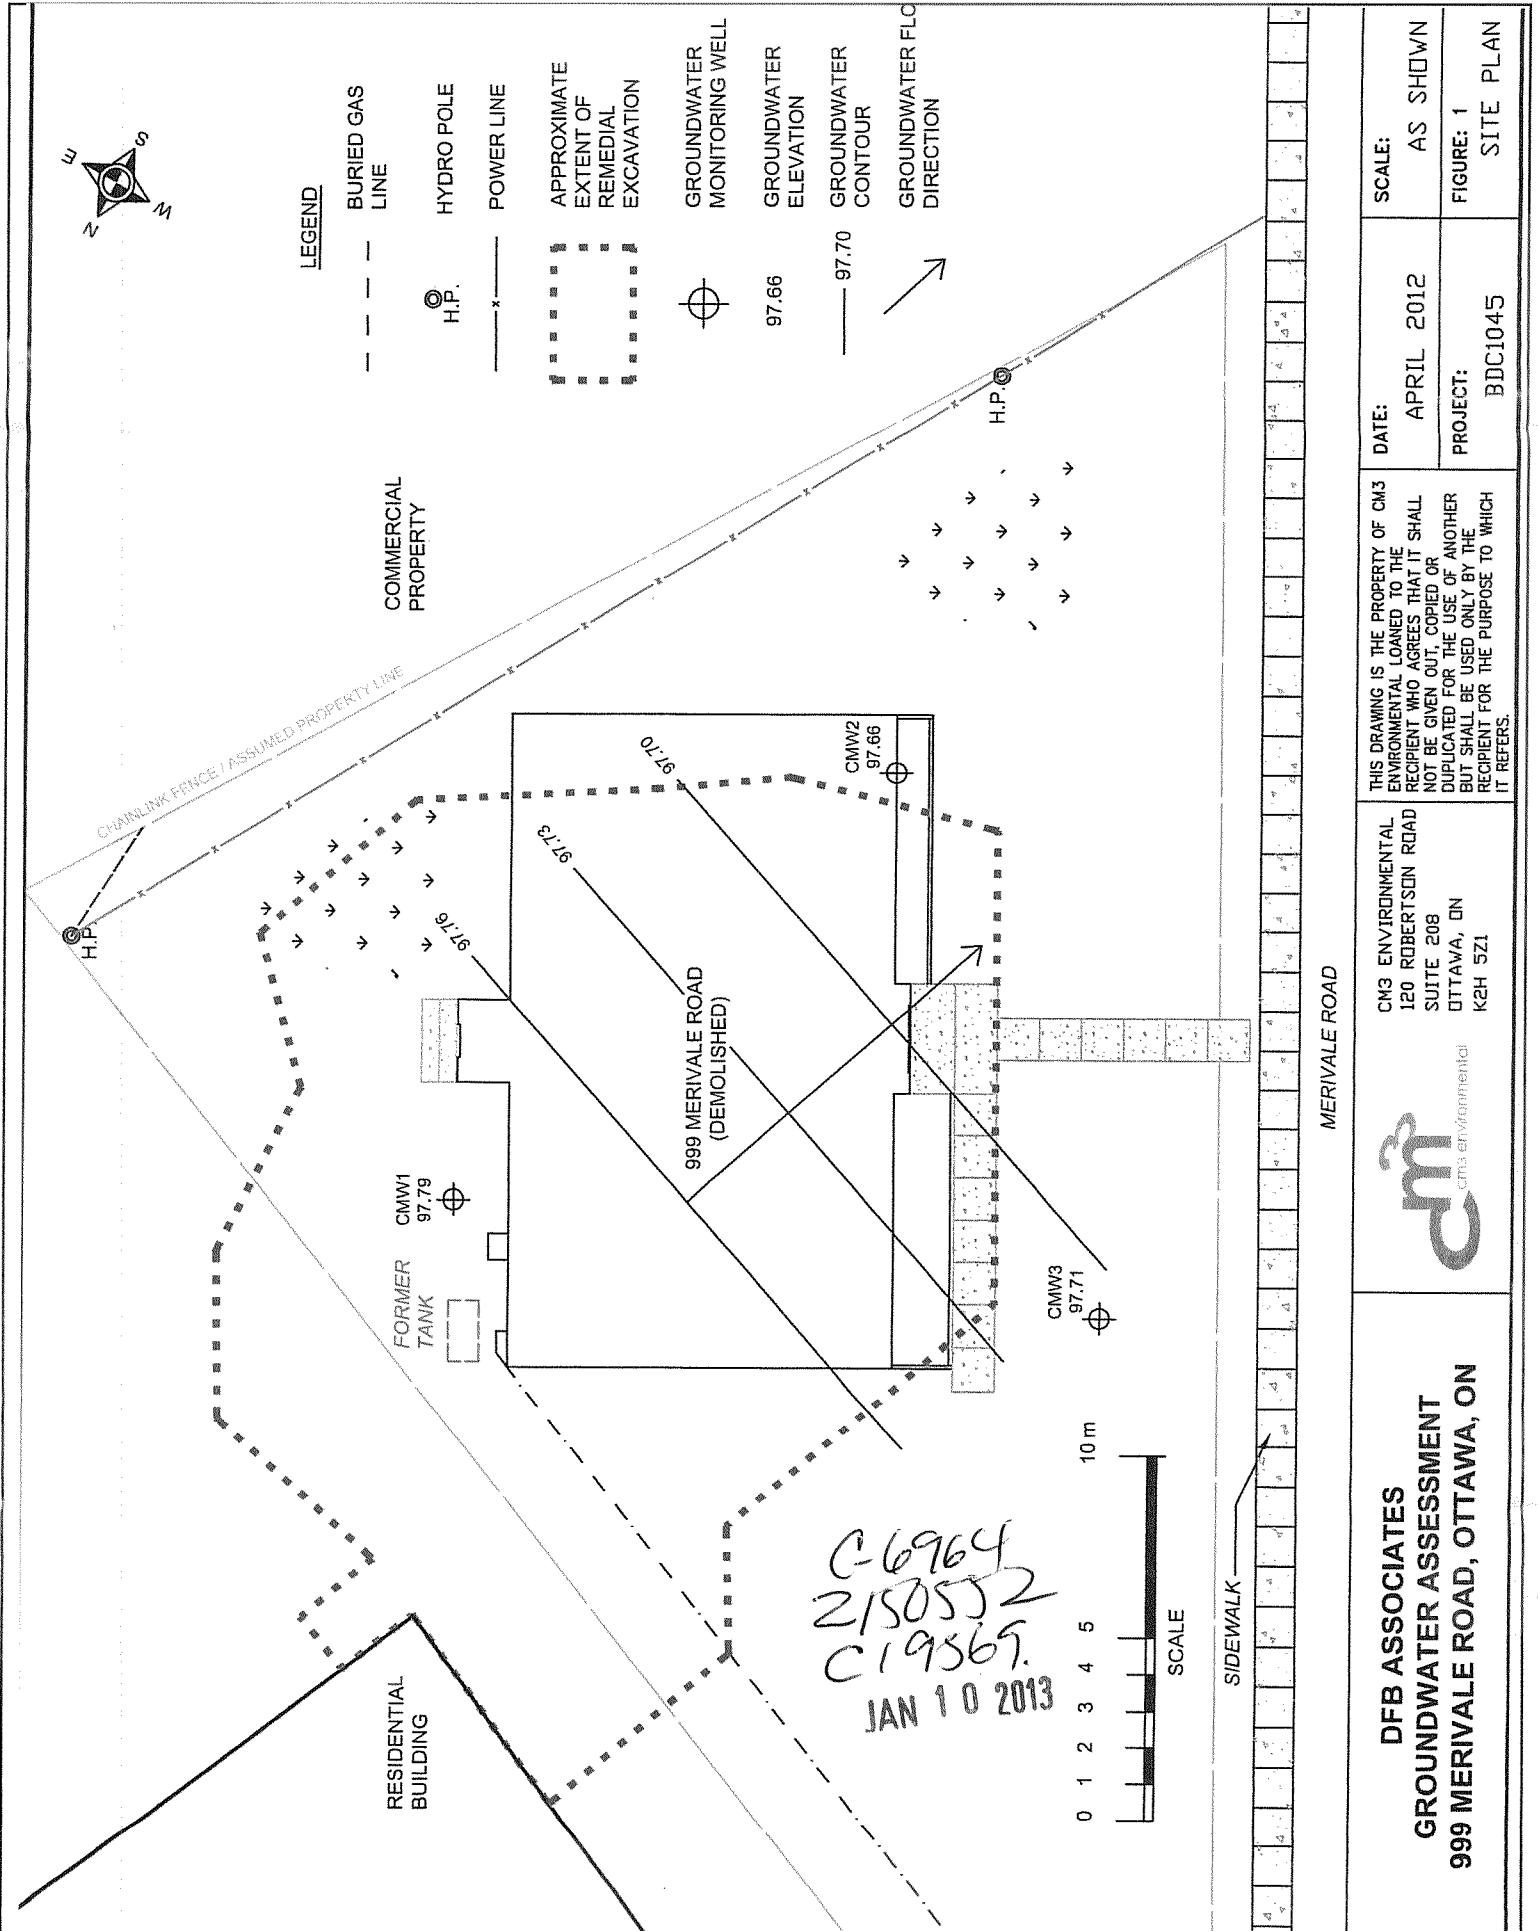 N
E
S
W
LEGEND
BURIED GAS
LINE
H.P.
HYDRO POLE
POWER LINE
APPROXIMATE
EXTENT OF
REMEDIAL
EXCAVATION
GROUNDWATER
MONITORING WELL
97.66
GROUNDWATER
ELEVATION
97.70
GROUNDWATER
CONTOUR
GROUNDWATER FLO
DIRECTION
COMMERCIAL
PROPERTY
CHAINLINK FENCE / ASSUMED PROPERTY LINE
H.P.
H.P.
97.76
97.73
97.70
CMW1
97.79
CMW2
97.66
CMW3
97.71
FORMER
TANK
999 MERIVALE ROAD
(DEMOLISHED)
RESIDENTIAL
BUILDING
C-6964
Z150552
C19569.
JAN 10 2013
0 1 2 3 4 5 10 m
SCALE
SIDEWALK
MERIVALE ROAD
DFB ASSOCIATES
GROUNDWATER ASSESSMENT
999 MERIVALE ROAD, OTTAWA, ON
cm3
cm3 environmental
CM3 ENVIRONMENTAL
120 ROBERTSON ROAD
SUITE 208
OTTAWA, ON
K2H 5Z1
THIS DRAWING IS THE PROPERTY OF CM3
ENVIRONMENTAL LOANED TO THE
RECIPIENT WHO AGREES THAT IT SHALL
NOT BE GIVEN OUT, COPIED OR
DUPLICATED FOR THE USE OF ANOTHER
BUT SHALL BE USED ONLY BY THE
RECIPIENT FOR THE PURPOSE TO WHICH
IT REFERS.
DATE:
APRIL 2012
PROJECT:
BDC1045
SCALE:
AS SHOWN
FIGURE: 1
SITE PLAN